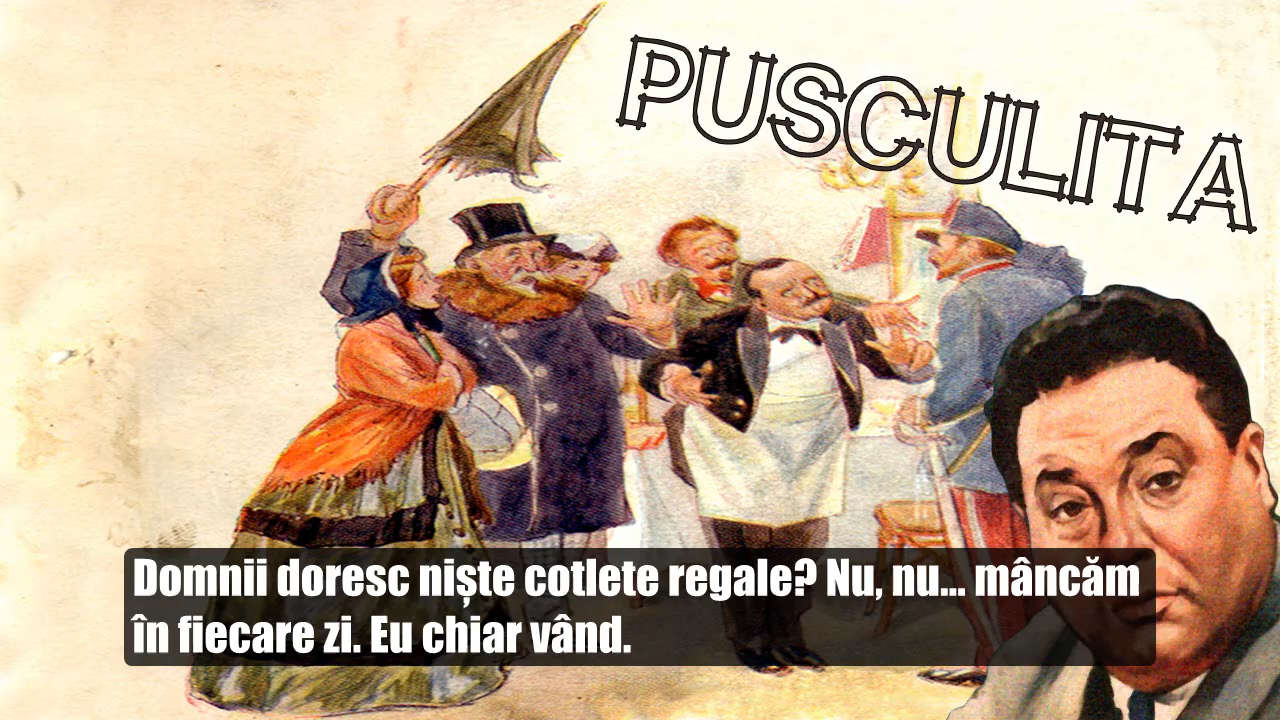 PUSCULITA
Domnii doresc niște cotlete regale? Nu, nu... mâncăm
în fiecare zi. Eu chiar vând.